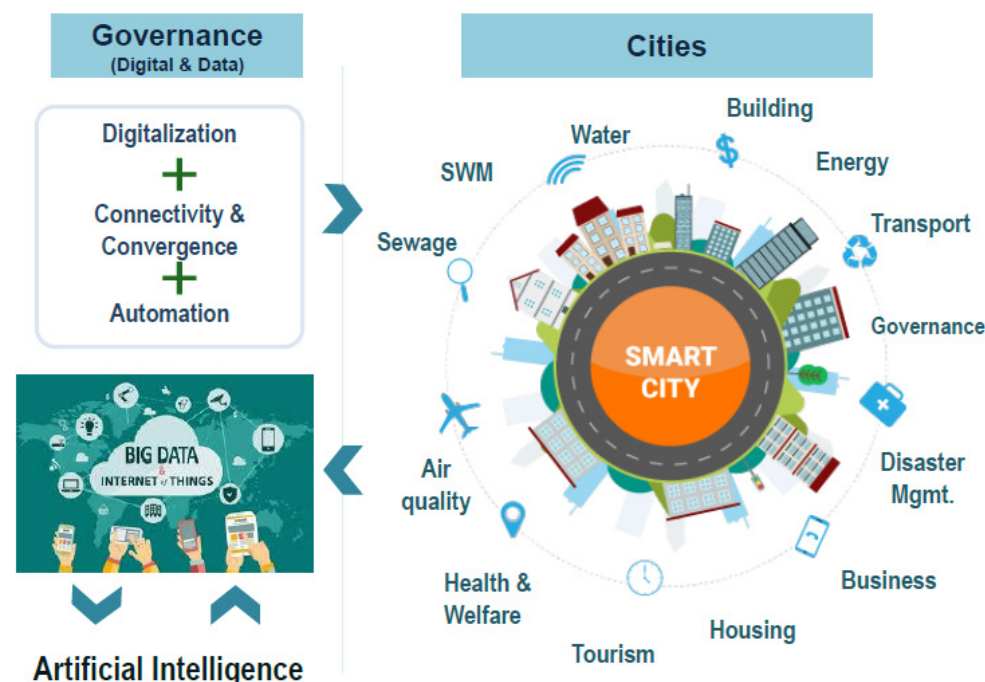 Governance
(Digital & Data)
Digitalization
+
Connectivity &
Convergence
+
Automation
BIG DATA
&
INTERNET of THINGS
Artificial Intelligence
Cities
Building
Water
Energy
SWM
Transport
Sewage
Governance
SMART
CITY
Air
quality
Disaster
Mgmt.
Health &
Welfare
Business
Housing
Tourism